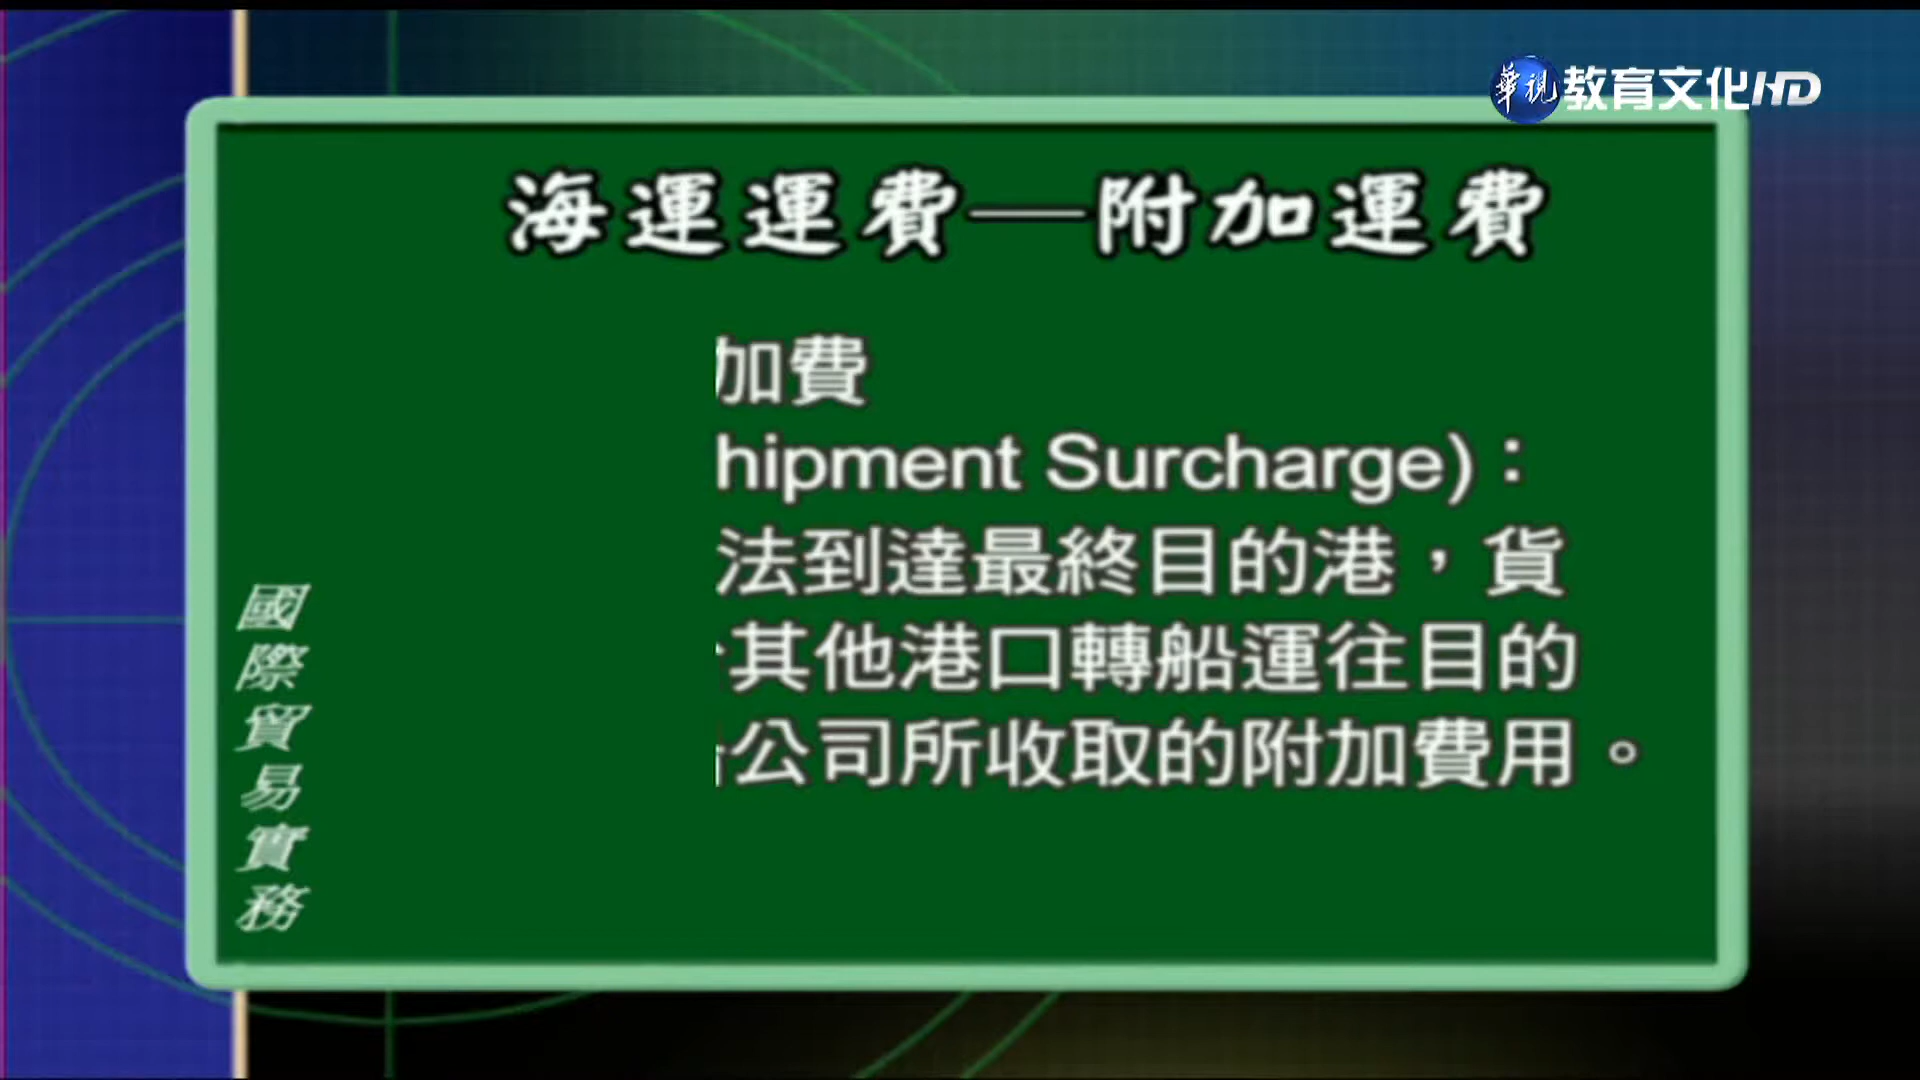 華視教育文化HD
海運運費—附加運費
加費
hipment Surcharge)：
法到達最終目的港，貨
其他港口轉船運往目的
公司所收取的附加費用。
國際貿易實務